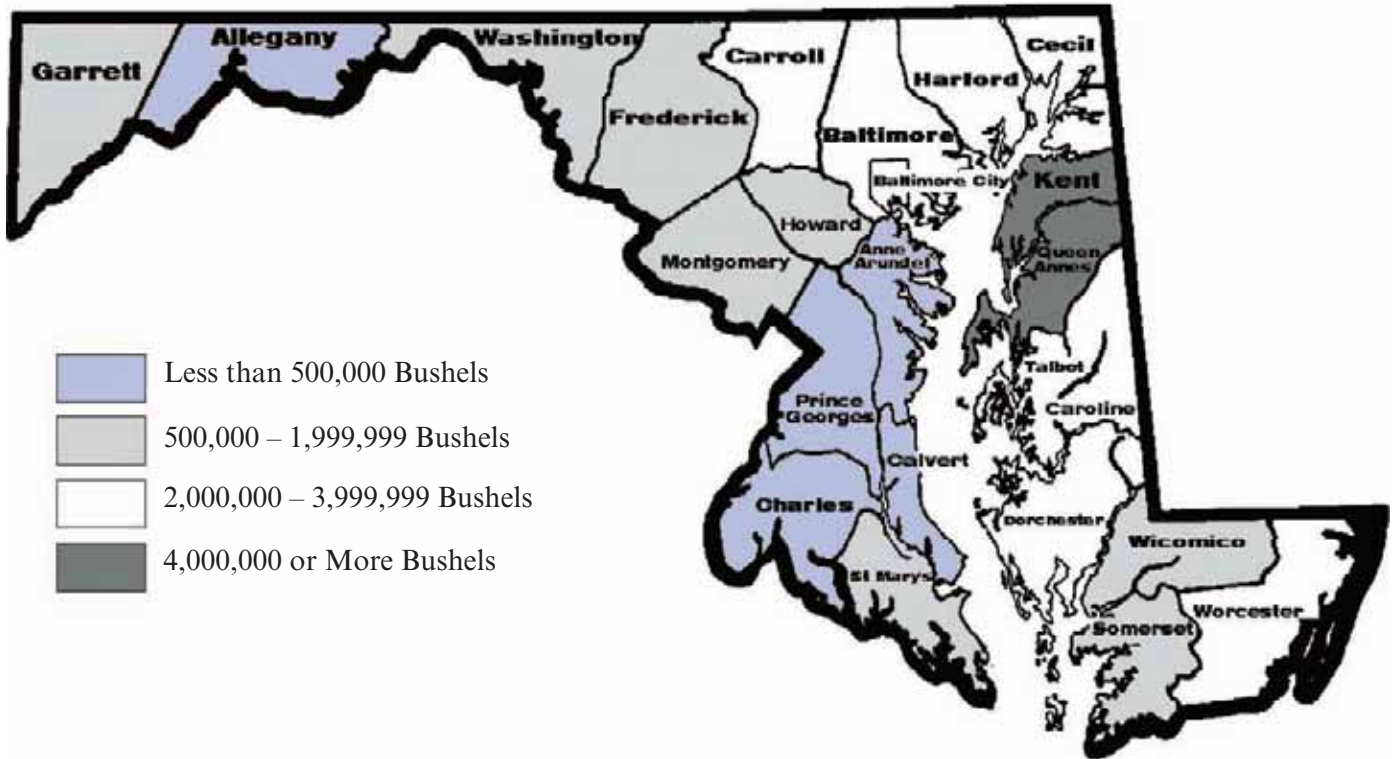 Garrett
Allegany
Washington
Frederick
Carroll
Baltimore
Harford
Cecil
Baltimore City
Kent
Howard
Montgomery
Anne
Arundel
Queen
Annes
Less than 500,000 Bushels
500,000 – 1,999,999 Bushels
2,000,000 – 3,999,999 Bushels
4,000,000 or More Bushels
Talbot
Prince
Georges
Caroline
Calvert
Charles
Dorchester
St Marys
Wicomico
Worcester
Somerset